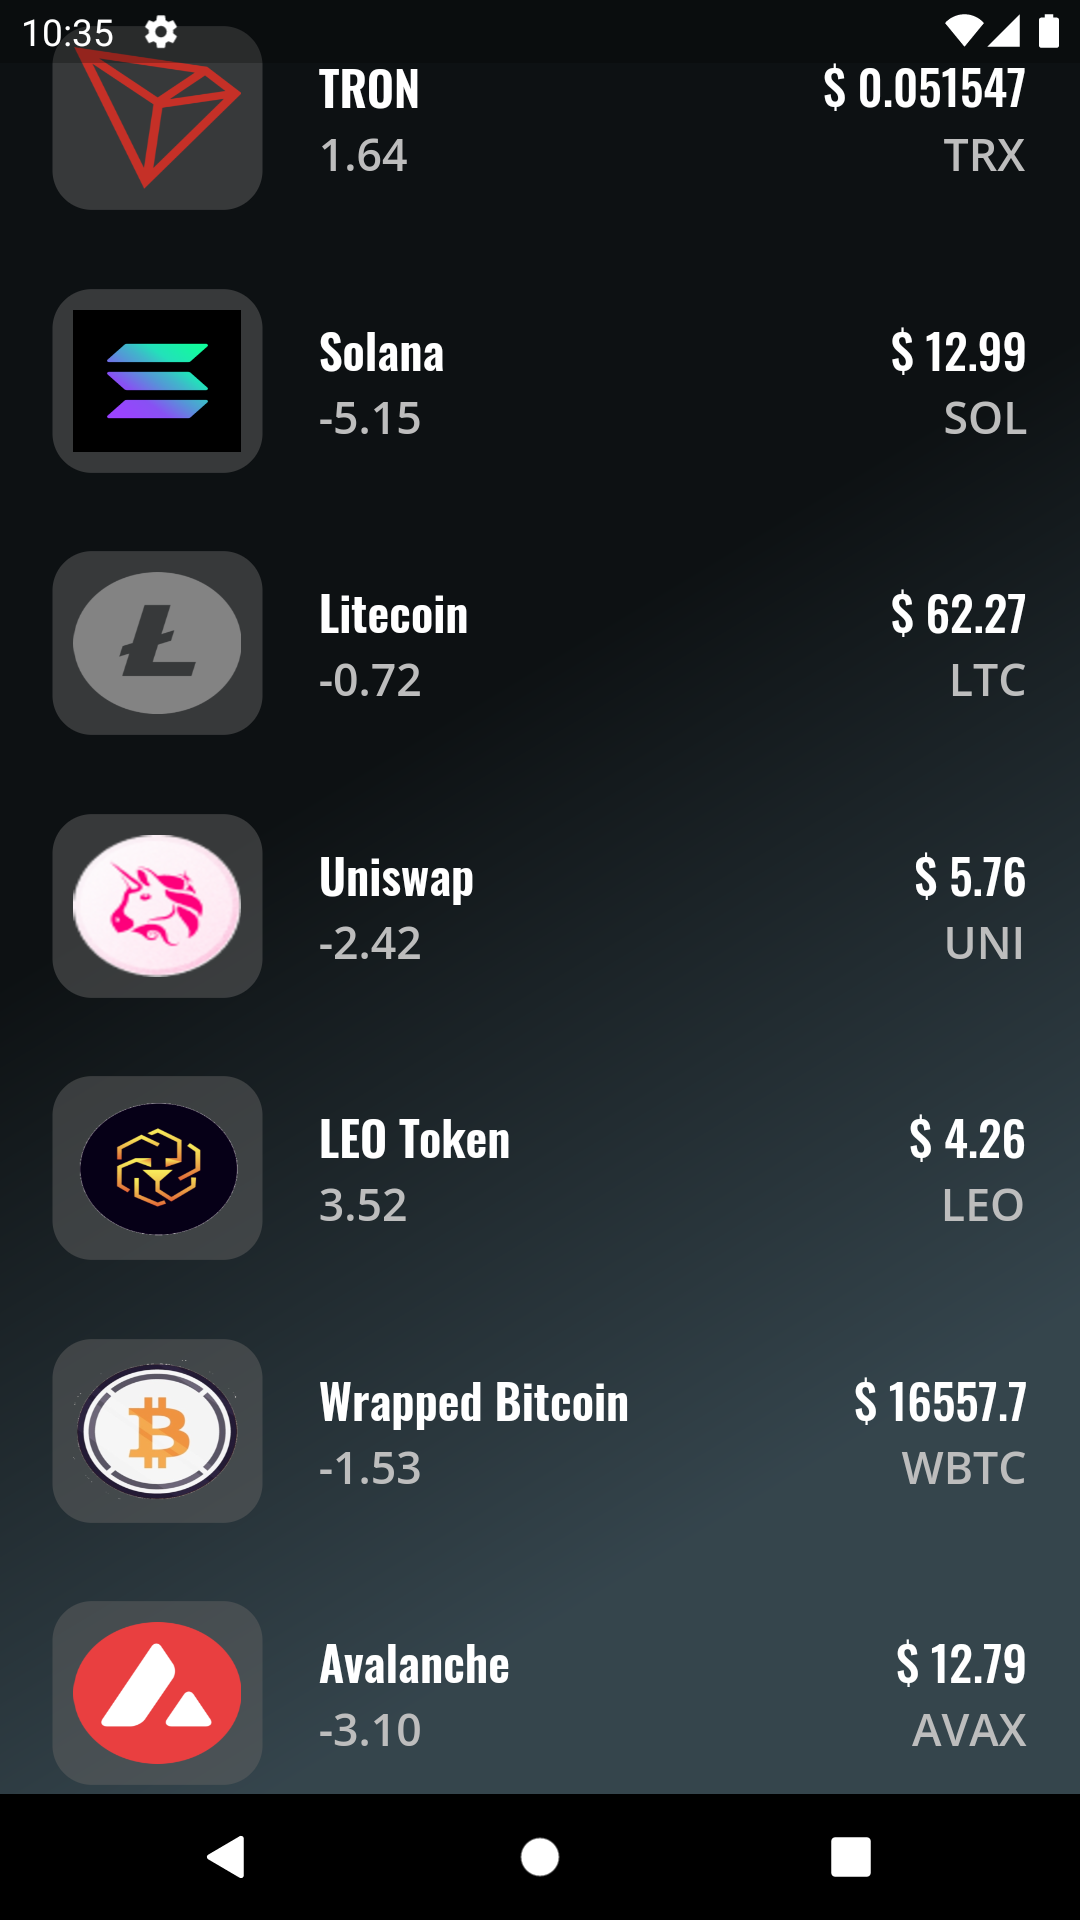 10:35
TRON $ 0.051547
1.64 TRX
Solana $ 12.99
-5.15 SOL
Litecoin $ 62.27
-0.72 LTC
Uniswap $ 5.76
-2.42 UNI
LEO Token $ 4.26
3.52 LEO
Wrapped Bitcoin $ 16557.7
-1.53 WBTC
Avalanche $ 12.79
-3.10 AVAX